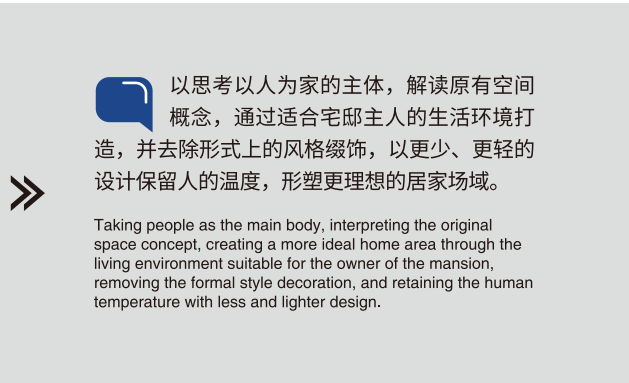 以思考以人为家的主体，解读原有空间
概念，通过适合宅邸主人的生活环境打
造，并去除形式上的风格缀饰，以更少、更轻的
设计保留人的温度，形塑更理想的居家场域。
Taking people as the main body, interpreting the original
space concept, creating a more ideal home area through the
living environment suitable for the owner of the mansion,
removing the formal style decoration, and retaining the human
temperature with less and lighter design.